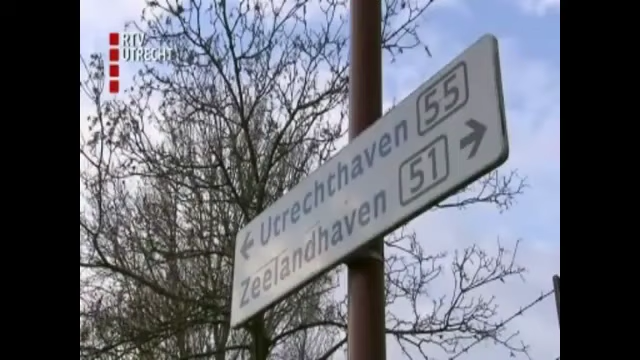 RTV
UTRECHT
← Utrechthaven 55
Zeelandhaven 51 →